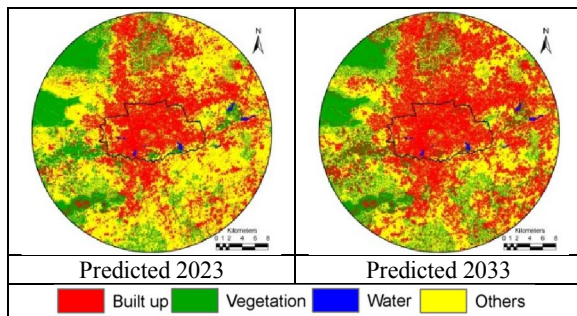 N
N
Kilometers
0 1 2 4 6 8
Kilometers
0 1 2 4 6 8
Predicted 2023
Predicted 2033
Built up Vegetation Water Others